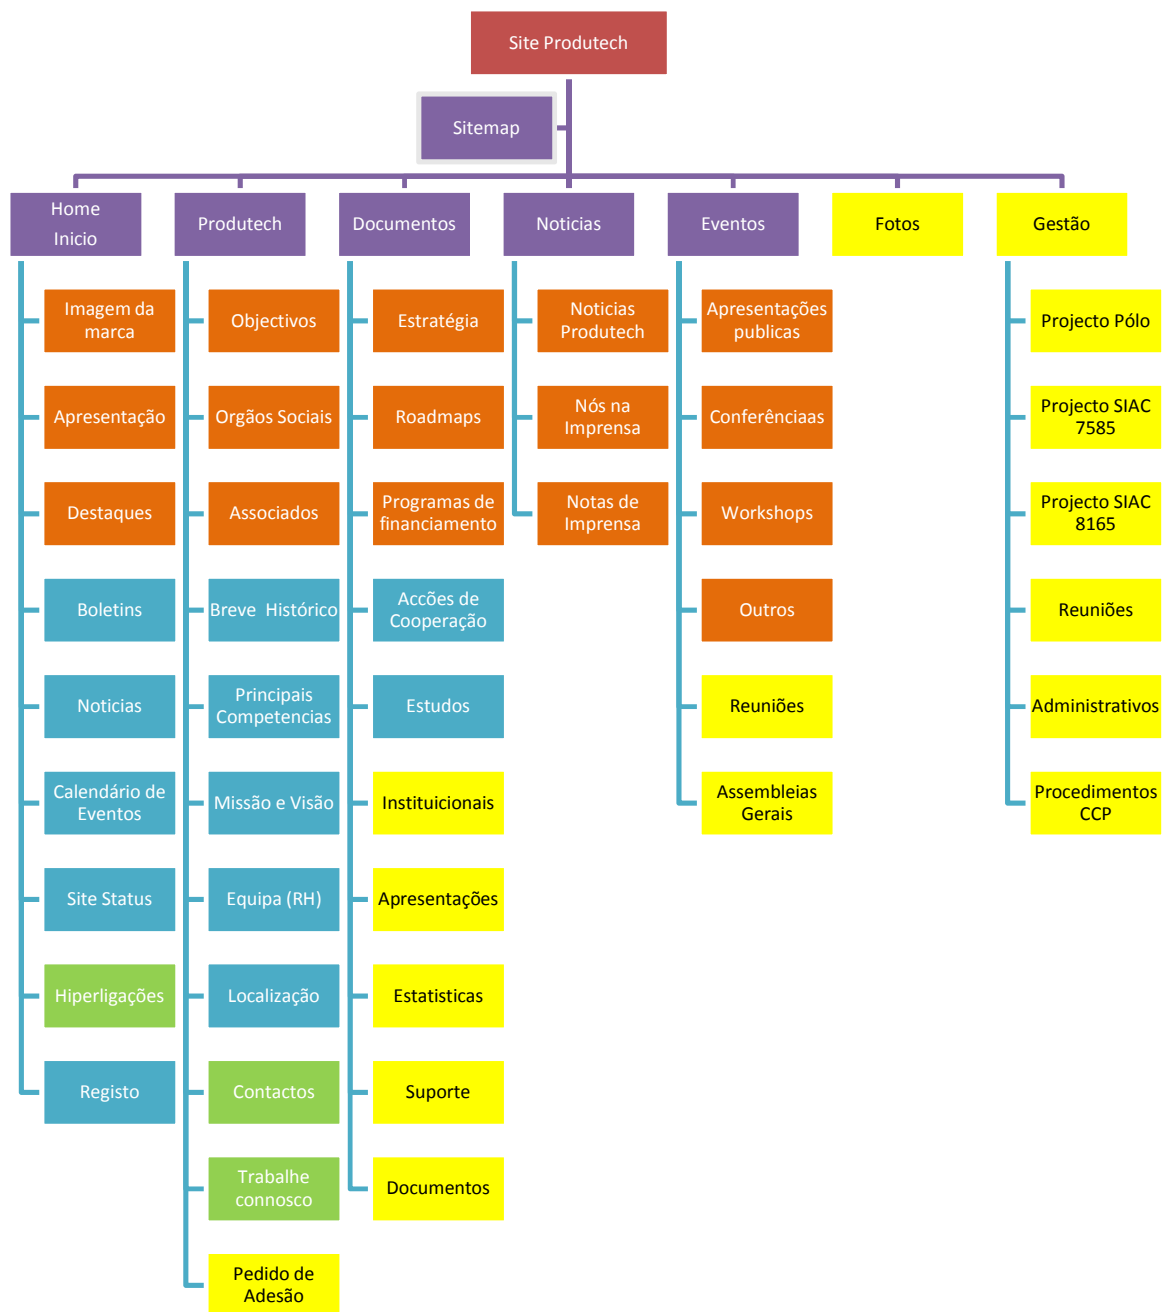 Site Produtech
Sitemap
Home
Inicio
Produtech
Documentos
Noticias
Eventos
Fotos
Gestão
Imagem da
marca
Apresentação
Destaques
Boletins
Noticias
Calendário de
Eventos
Site Status
Hiperligações
Registo
Objectivos
Orgãos Sociais
Associados
Breve Histórico
Principais
Competencias
Missão e Visão
Equipa (RH)
Localização
Contactos
Trabalhe
connosco
Pedido de
Adesão
Estratégia
Roadmaps
Programas de
financiamento
Acções de
Cooperação
Estudos
Instituicionais
Apresentações
Estatisticas
Suporte
Documentos
Noticias
Produtech
Nós na
Imprensa
Notas de
Imprensa
Apresentações
publicas
Conferênciaas
Workshops
Outros
Reuniões
Assembleias
Gerais
Projecto Pólo
Projecto SIAC
7585
Projecto SIAC
8165
Reuniões
Administrativos
Procedimentos
CCP